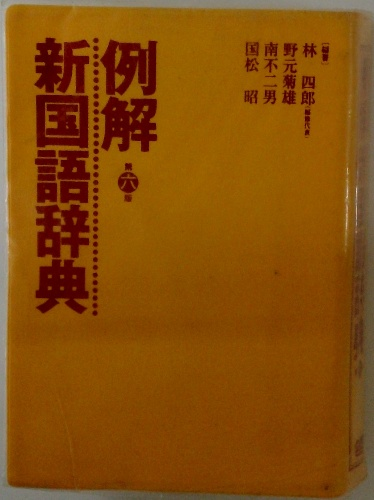 [編著]
林四郎[編修代表]
野元菊雄
南不二男
国松昭
例解
第六版
新国語辞典